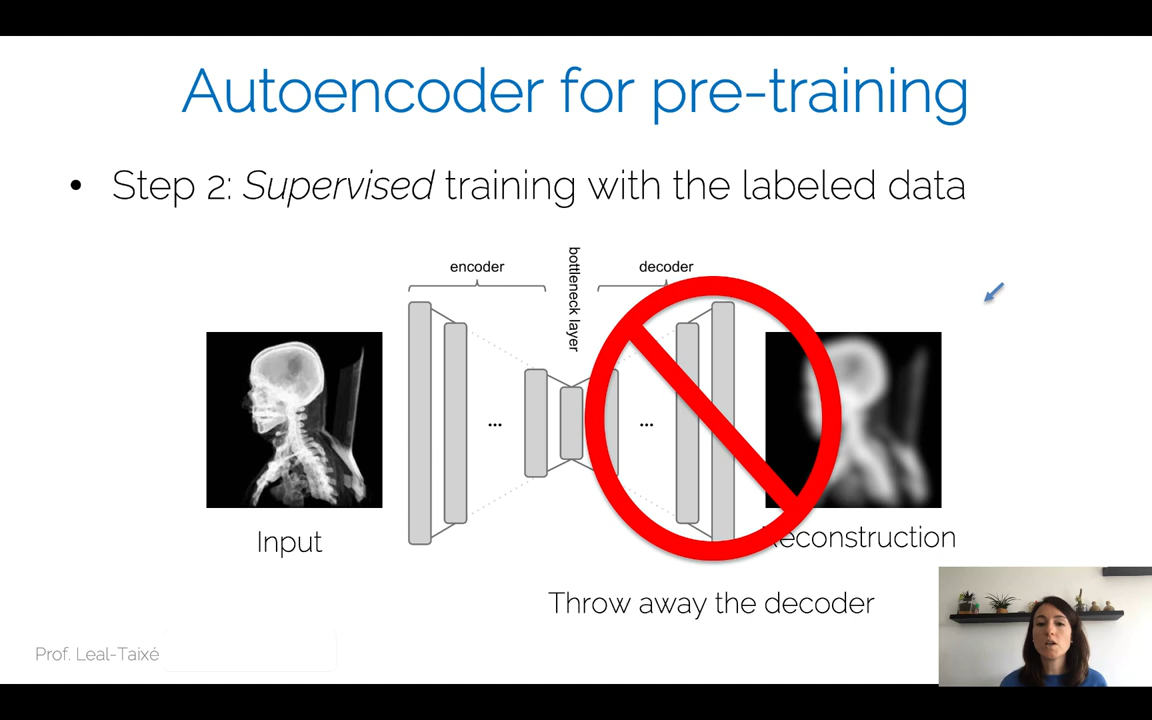 Autoencoder for pre-training
• Step 2: Supervised training with the labeled data
encoder
bottleneck layer
decoder
...
...
Input
Reconstruction
Throw away the decoder
Prof. Leal-Taixé